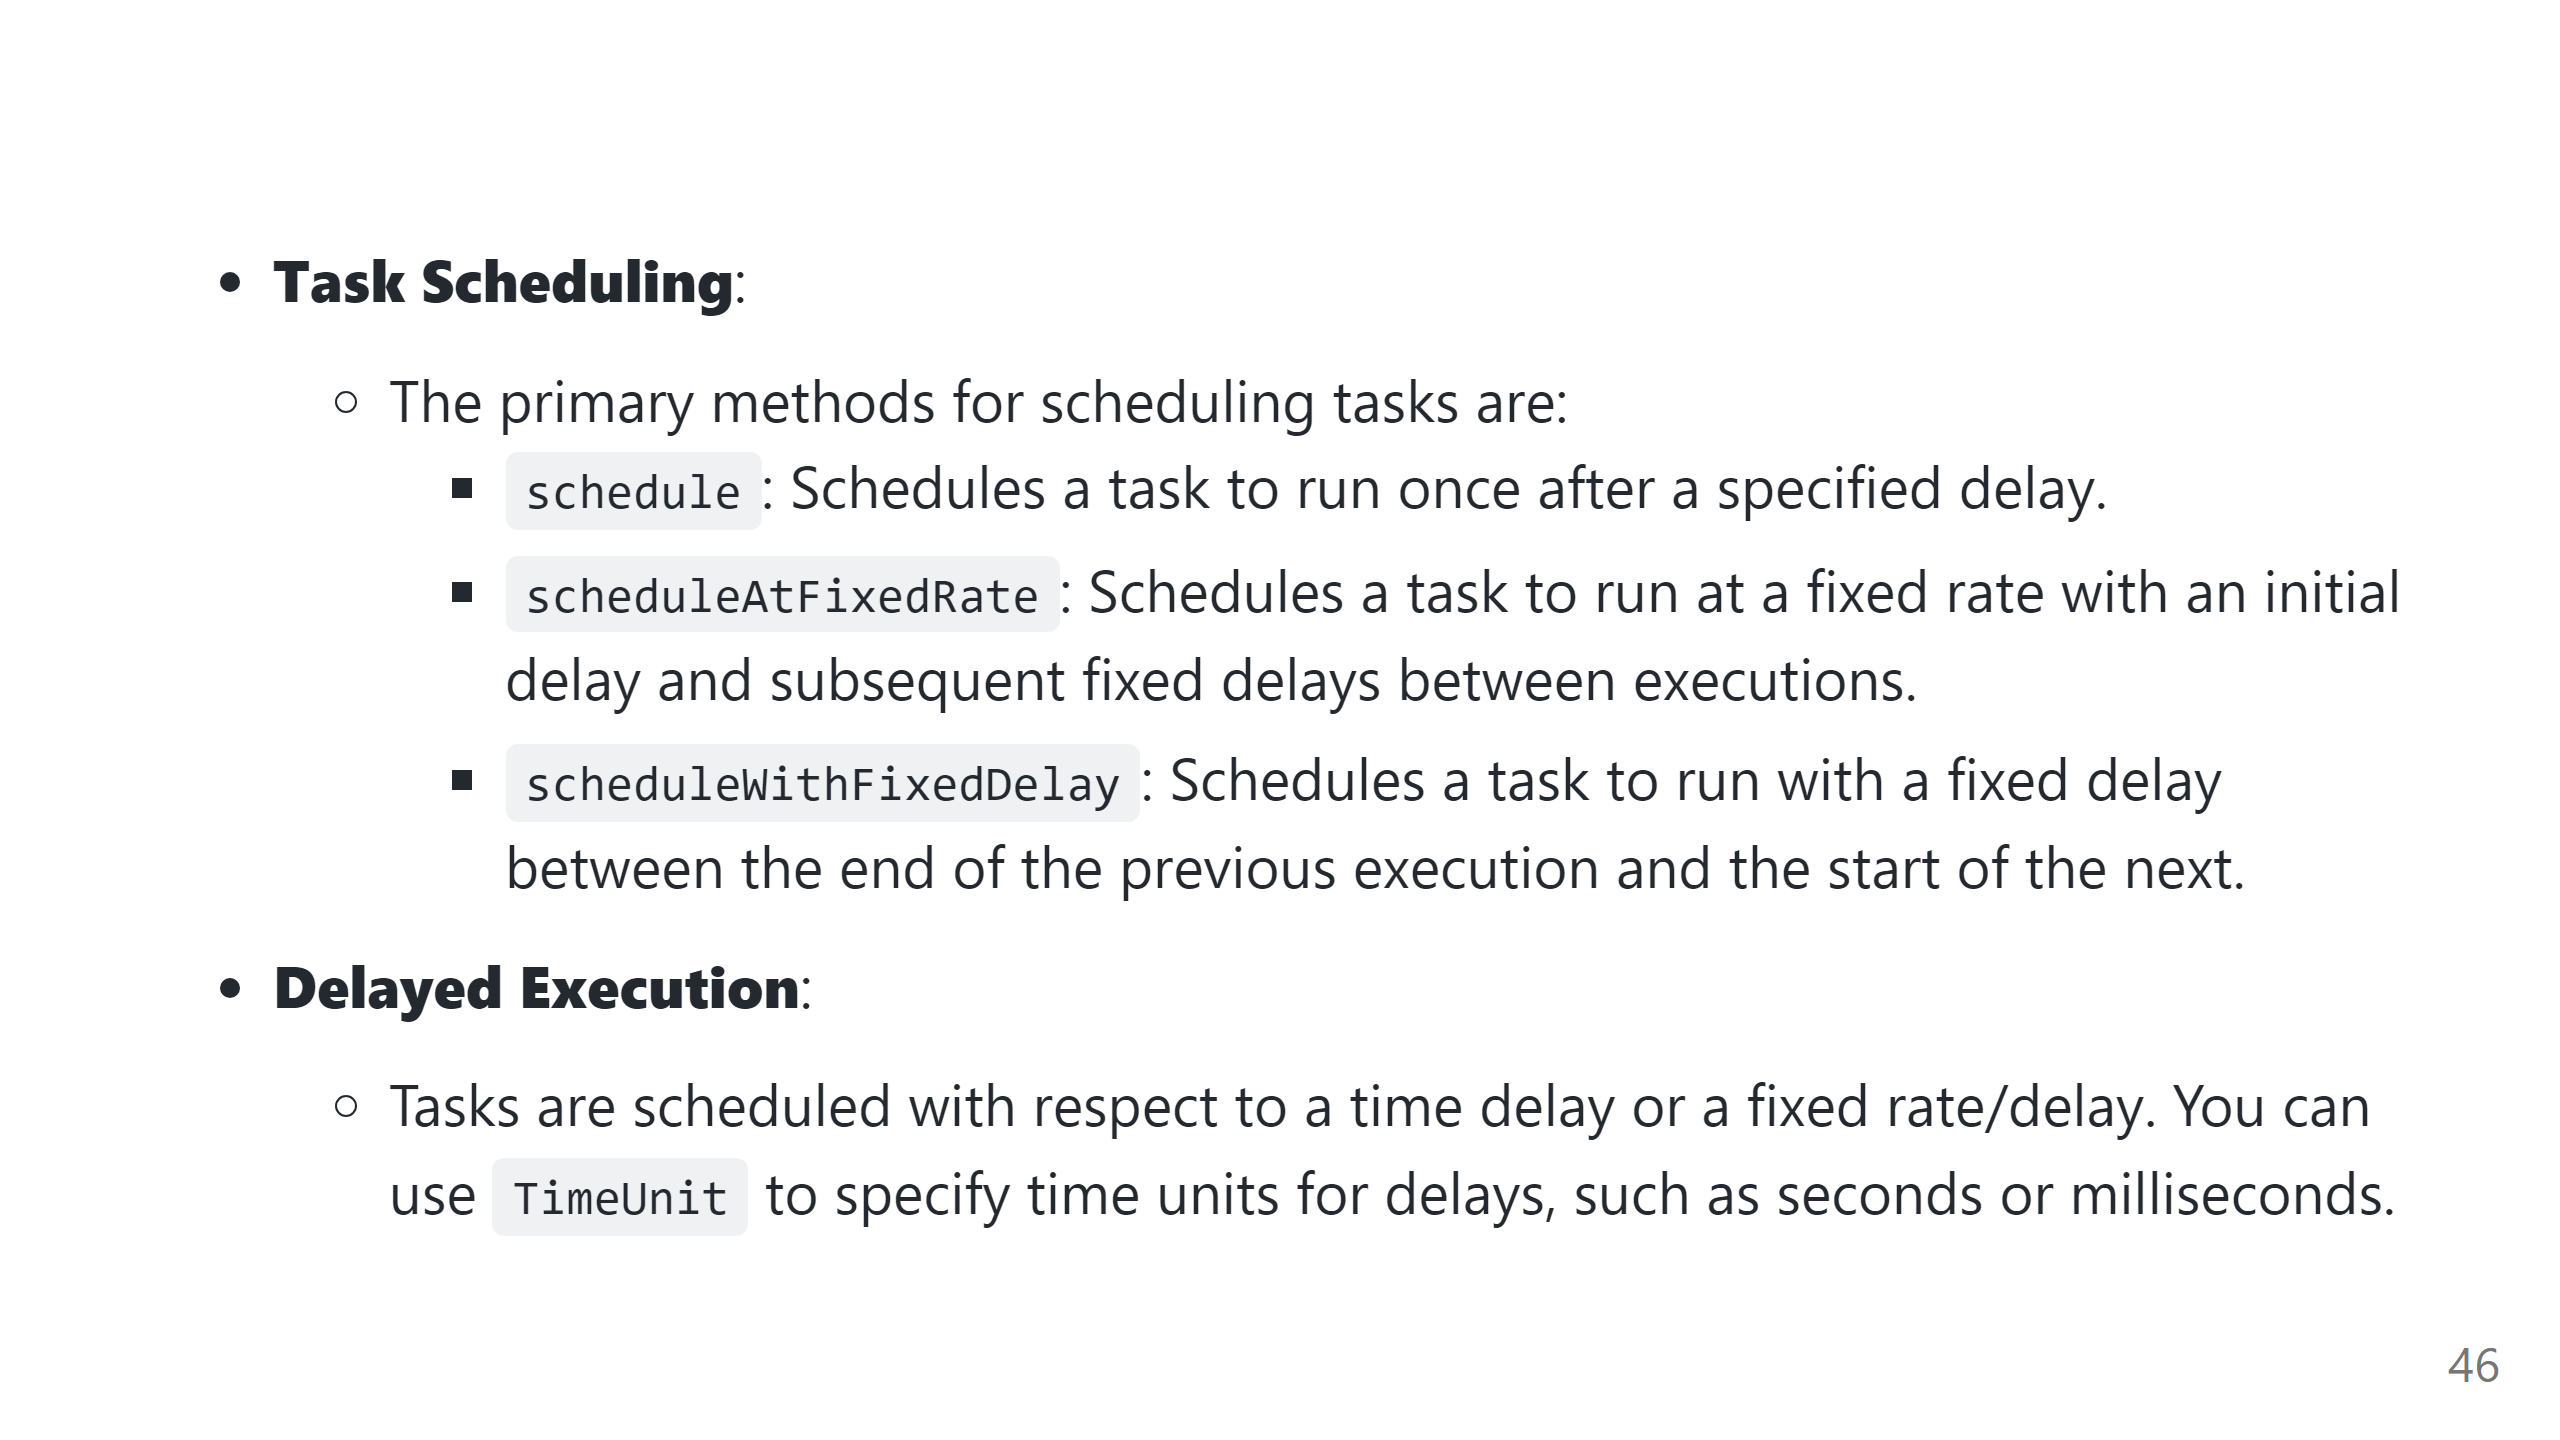 Task Scheduling:
The primary methods for scheduling tasks are:
schedule: Schedules a task to run once after a specified delay.
scheduleAtFixedRate: Schedules a task to run at a fixed rate with an initial
delay and subsequent fixed delays between executions.
scheduleWithFixedDelay: Schedules a task to run with a fixed delay
between the end of the previous execution and the start of the next.
Delayed Execution:
Tasks are scheduled with respect to a time delay or a fixed rate/delay. You can
use TimeUnit to specify time units for delays, such as seconds or milliseconds.
46